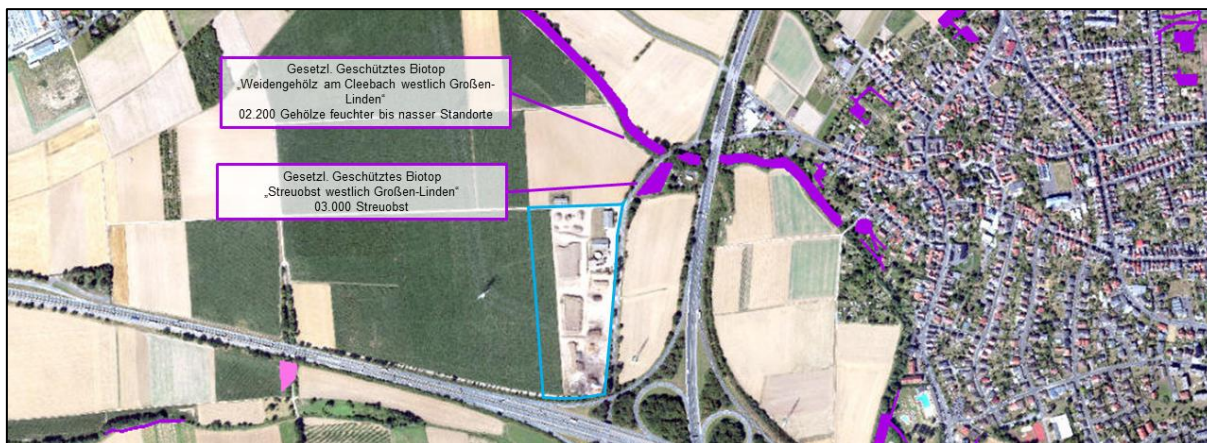 Gesetzl. Geschütztes Biotop
„Weidengehölz am Cleebach westlich Großen-
Linden“
02.200 Gehölze feuchter bis nasser Standorte
Gesetzl. Geschütztes Biotop
„Streuobst westlich Großen-Linden“
03.000 Streuobst